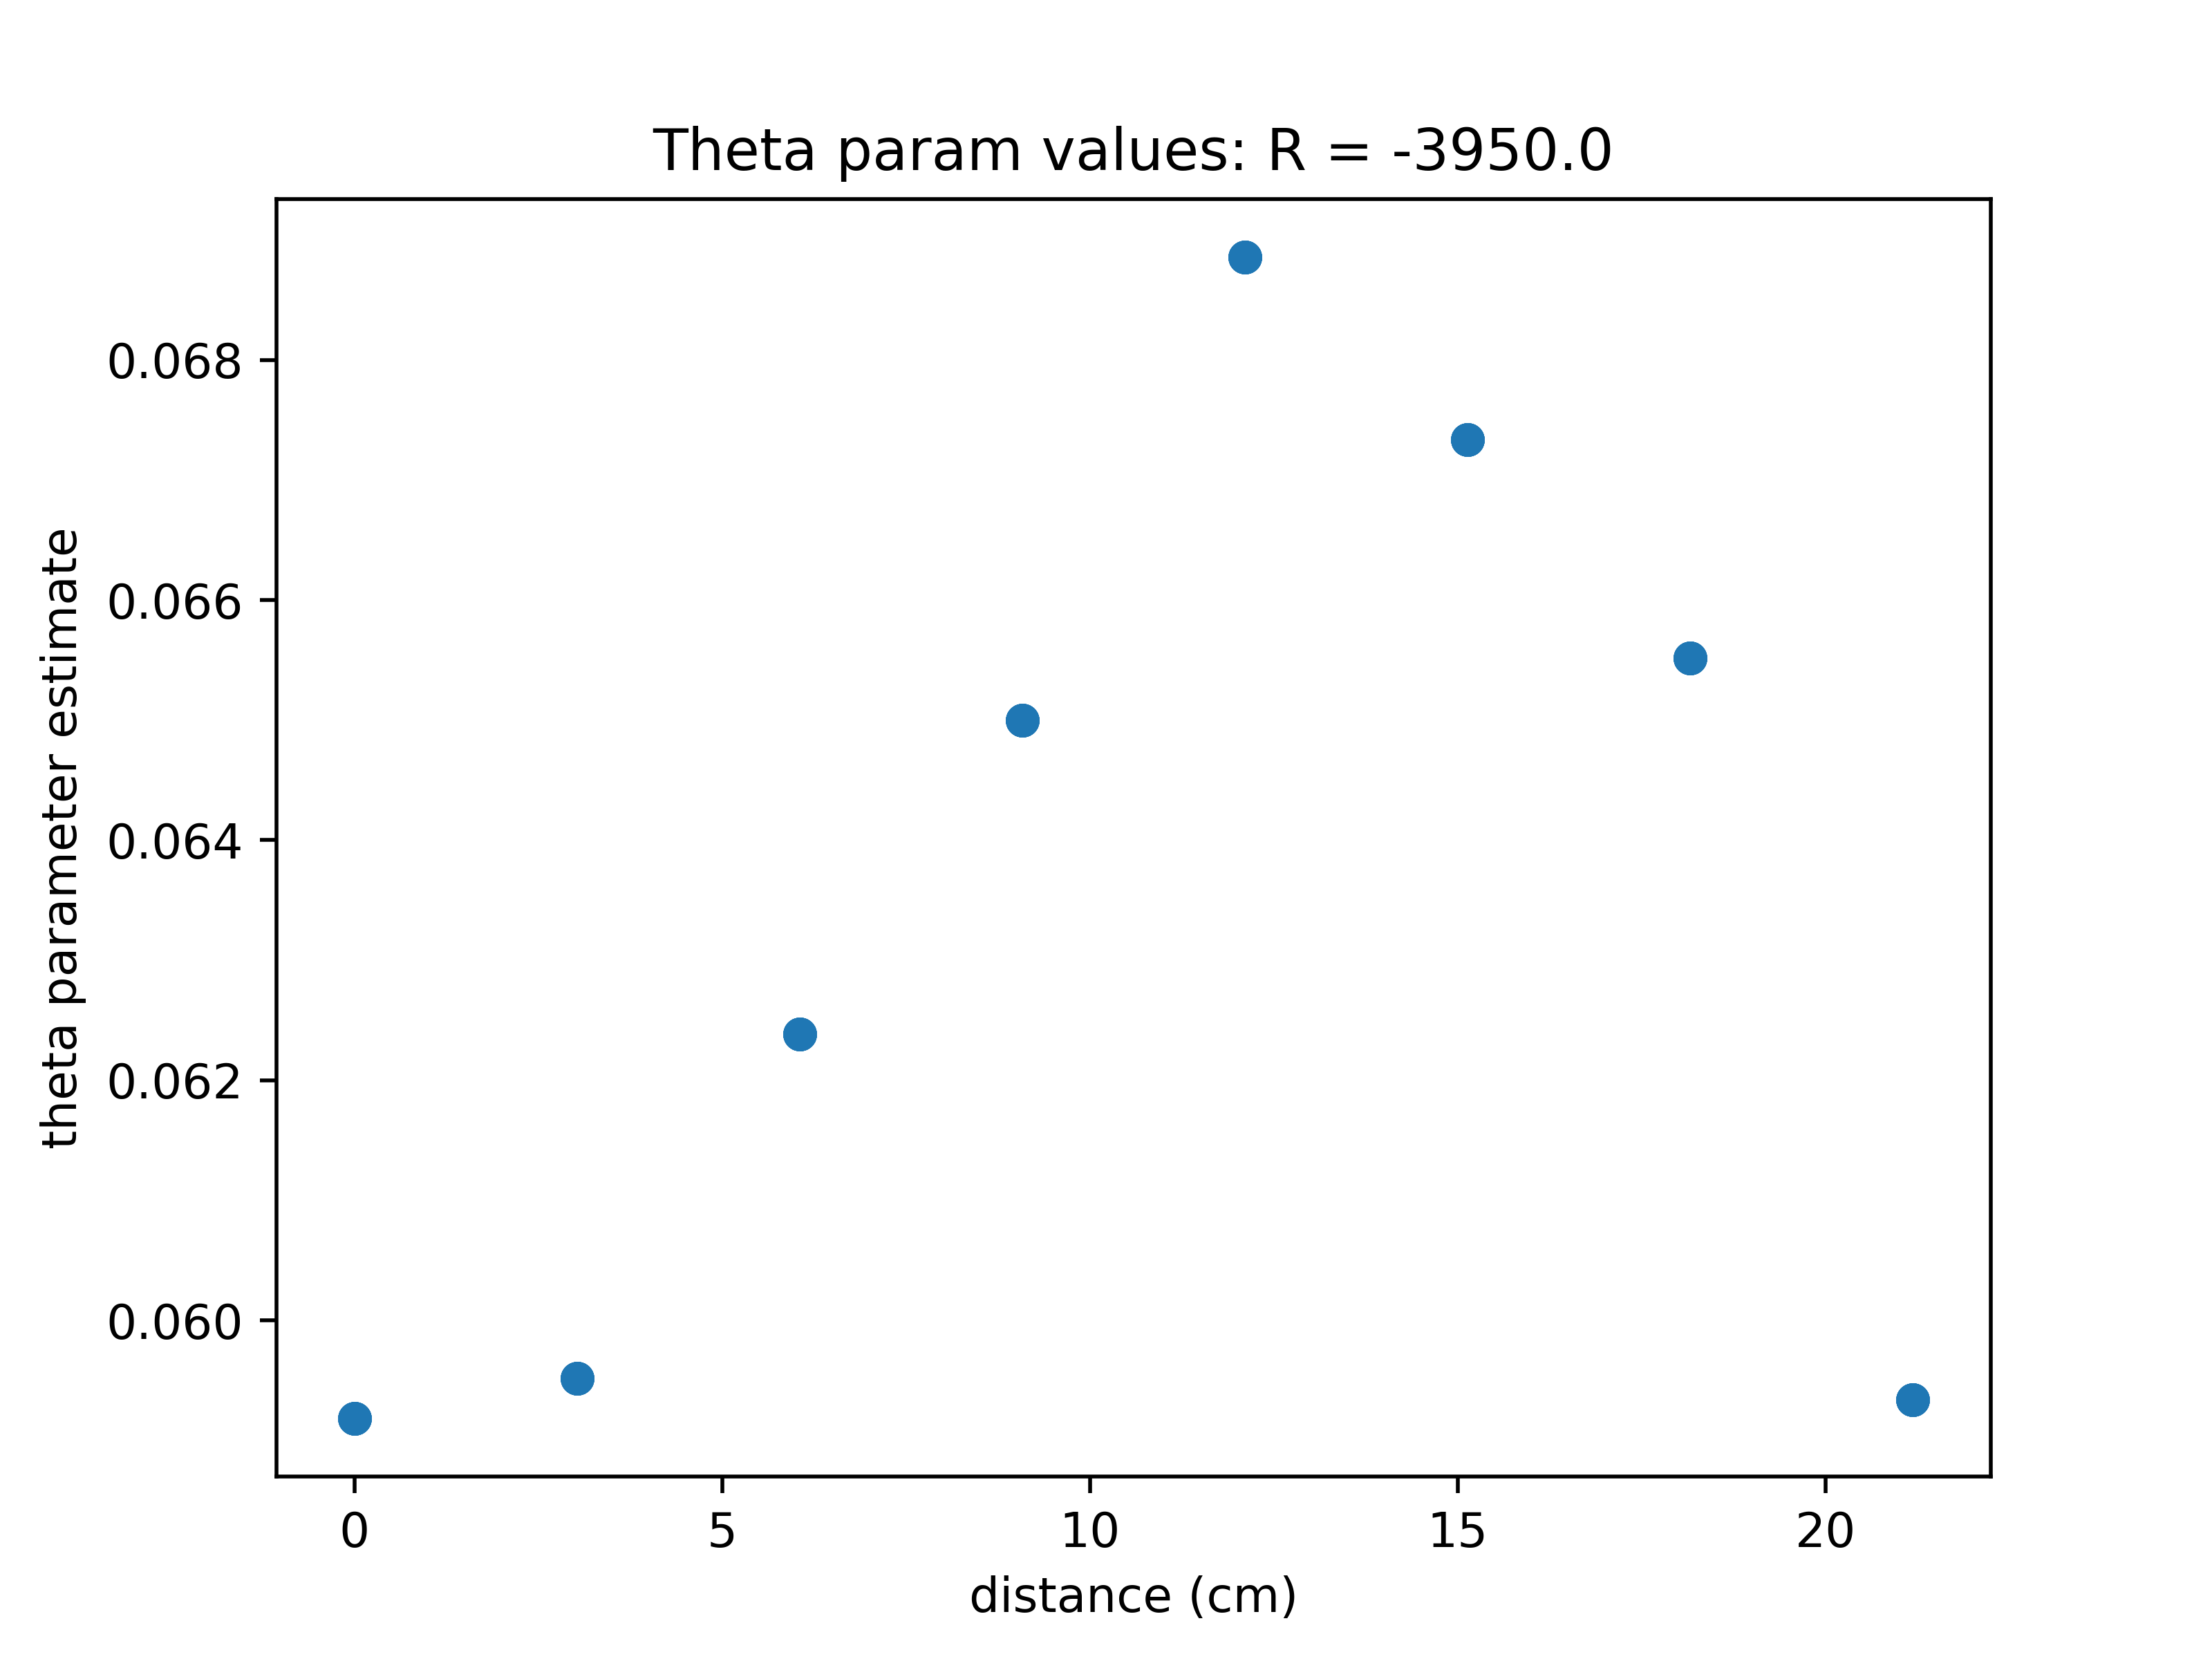 Theta param values: R = -3950.0
theta parameter estimate
0.068
0.066
0.064
0.062
0.060
0 5 10 15 20
distance (cm)